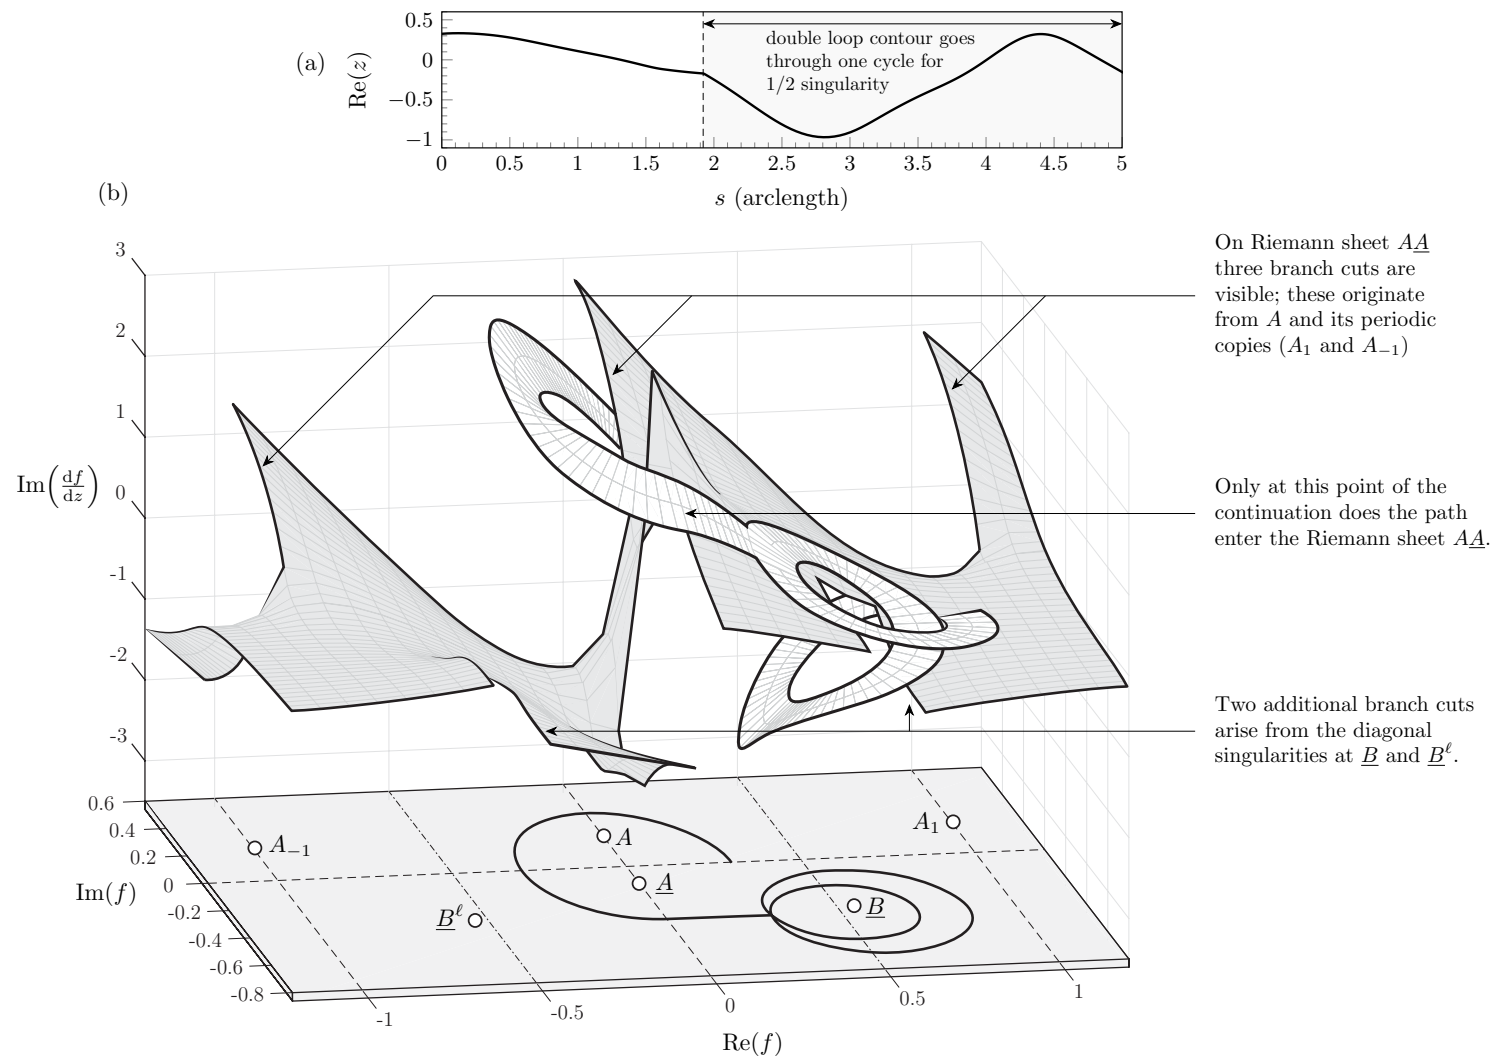 (a)
Re(z)
0.5
0
−0.5
−1
double loop contour goes
through one cycle for
1/2 singularity
0 0.5 1 1.5 2 2.5 3 3.5 4 4.5 5
s (arclength)
(b)
On Riemann sheet AA̲
three branch cuts are
visible; these originate
from A and its periodic
copies (A₁ and A₋₁)
Only at this point of the
continuation does the path
enter the Riemann sheet AA̲.
Two additional branch cuts
arise from the diagonal
singularities at B̲ and B̲ℓ.
Im(df/dz)
3
2
1
0
-1
-2
-3
0.6
0.4
0.2
0
-0.2
-0.4
-0.6
-0.8
Im(f)
A₋₁
A
A₁
A̲
B̲ℓ
B̲
-1 -0.5 0 0.5 1
Re(f)